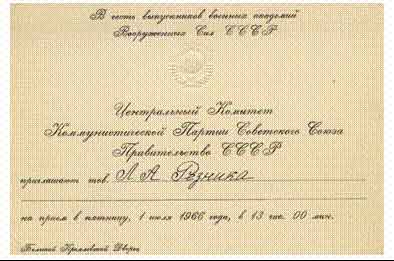 В честь выпускников военных академий
Вооруженных Сил СССР
Центральный Комитет
Коммунистической Партии Советского Союза
Правительство СССР
приглашают тов. Л А Резника
на прием в пятницу, 1 июля 1966 года, в 13 час. 00 мин.
Большой Кремлевский Дворец